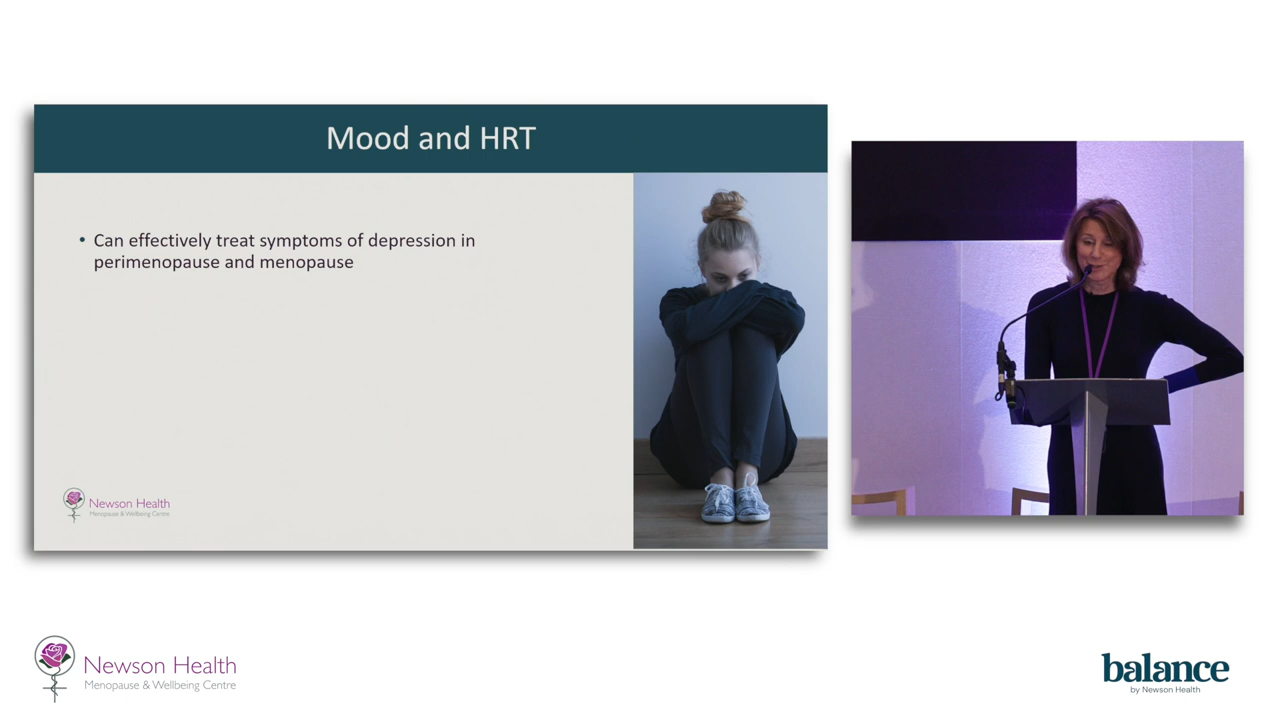 Mood and HRT
• Can effectively treat symptoms of depression in
perimenopause and menopause
Newson Health
Menopause & Wellbeing Centre
Newson Health
Menopause & Wellbeing Centre
balance
by Newson Health